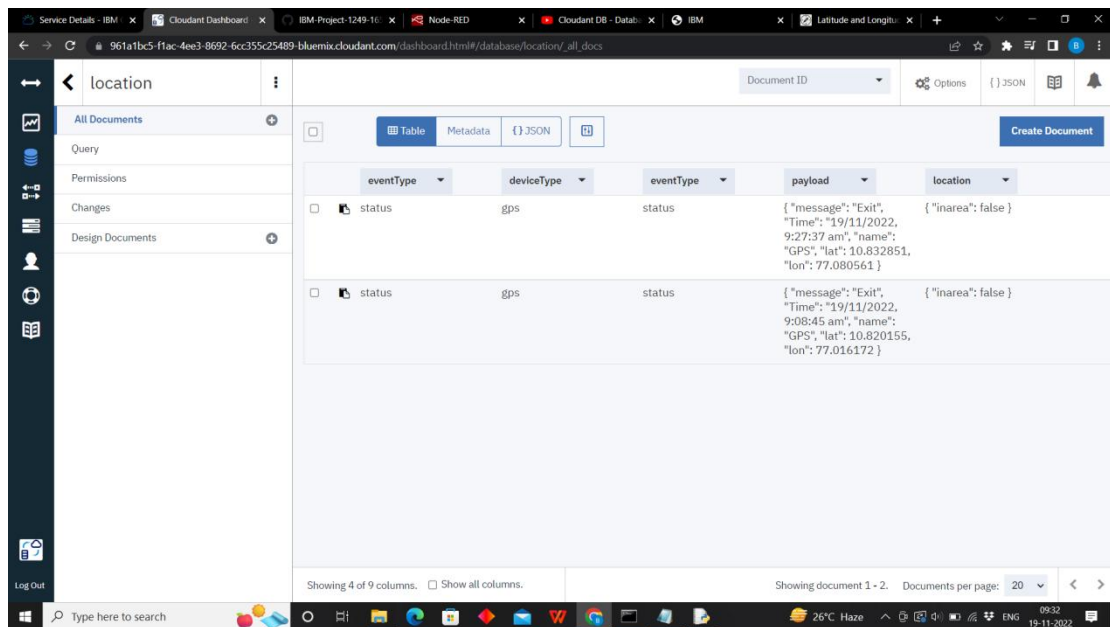 Service Details - IBM
Cloudant Dashboard
IBM-Project-1249-16
Node-RED
Cloudant DB - Databa
IBM
Latitude and Longitu
961a1bc5-f1ac-4ee3-8692-6cc355c25489-bluemix.cloudant.com/dashboard.html#/database/location/_all_docs
B
location
Document ID
Options
{ } JSON
All Documents
Query
Permissions
Changes
Design Documents
Table
Metadata
{ } JSON
Create Document
eventType
deviceType
eventType
payload
location
status
gps
status
{ "message": "Exit",
"Time": "19/11/2022,
9:27:37 am", "name":
"GPS", "lat": 10.832851,
"lon": 77.080561 }
{ "inarea": false }
status
gps
status
{ "message": "Exit",
"Time": "19/11/2022,
9:08:45 am", "name":
"GPS", "lat": 10.820155,
"lon": 77.016172 }
{ "inarea": false }
Log Out
Showing 4 of 9 columns.
Show all columns.
Showing document 1 - 2.
Documents per page: 20
Type here to search
26°C Haze
ENG
09:32
19-11-2022